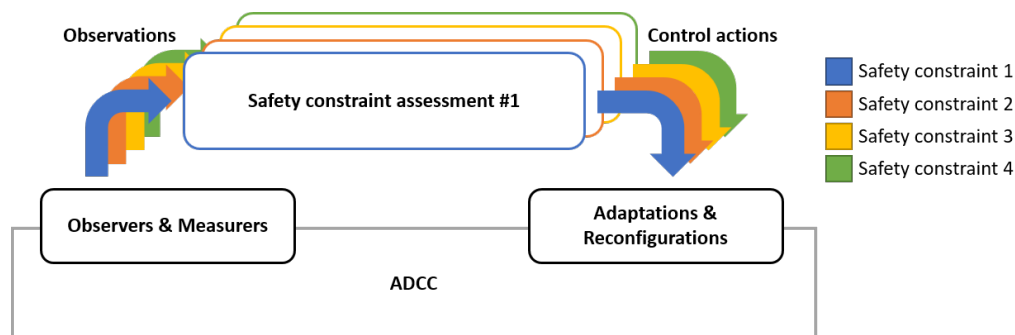 Observations
Control actions
Safety constraint assessment #1
Safety constraint 1
Safety constraint 2
Safety constraint 3
Safety constraint 4
Observers & Measurers
Adaptations &
Reconfigurations
ADCC